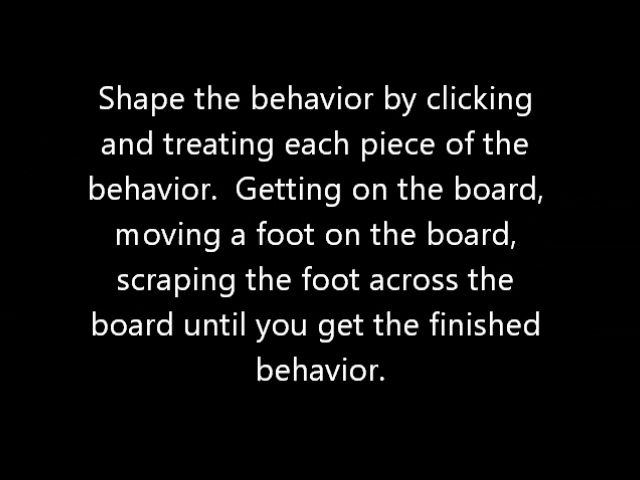 Shape the behavior by clicking
and treating each piece of the
behavior.  Getting on the board,
moving a foot on the board,
scraping the foot across the
board until you get the finished
behavior.